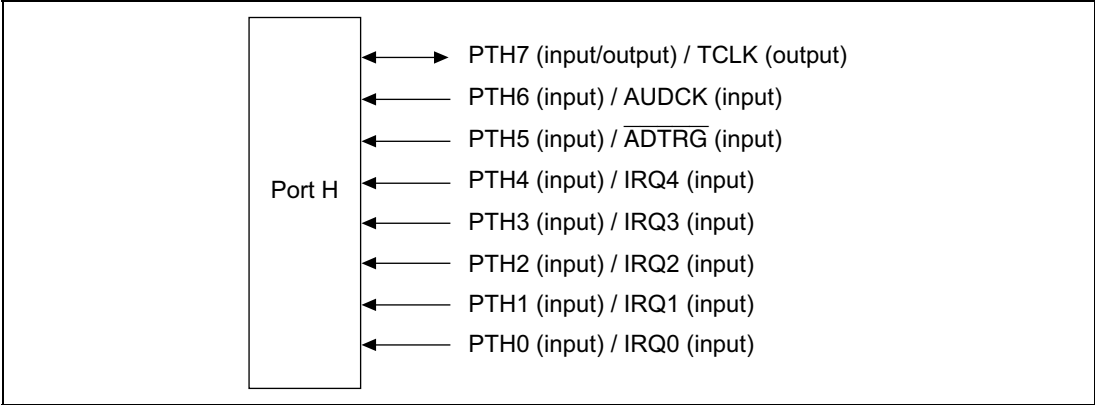 Port H
PTH7 (input/output) / TCLK (output)
PTH6 (input) / AUDCK (input)
PTH5 (input) / A̅D̅T̅R̅G̅ (input)
PTH4 (input) / IRQ4 (input)
PTH3 (input) / IRQ3 (input)
PTH2 (input) / IRQ2 (input)
PTH1 (input) / IRQ1 (input)
PTH0 (input) / IRQ0 (input)